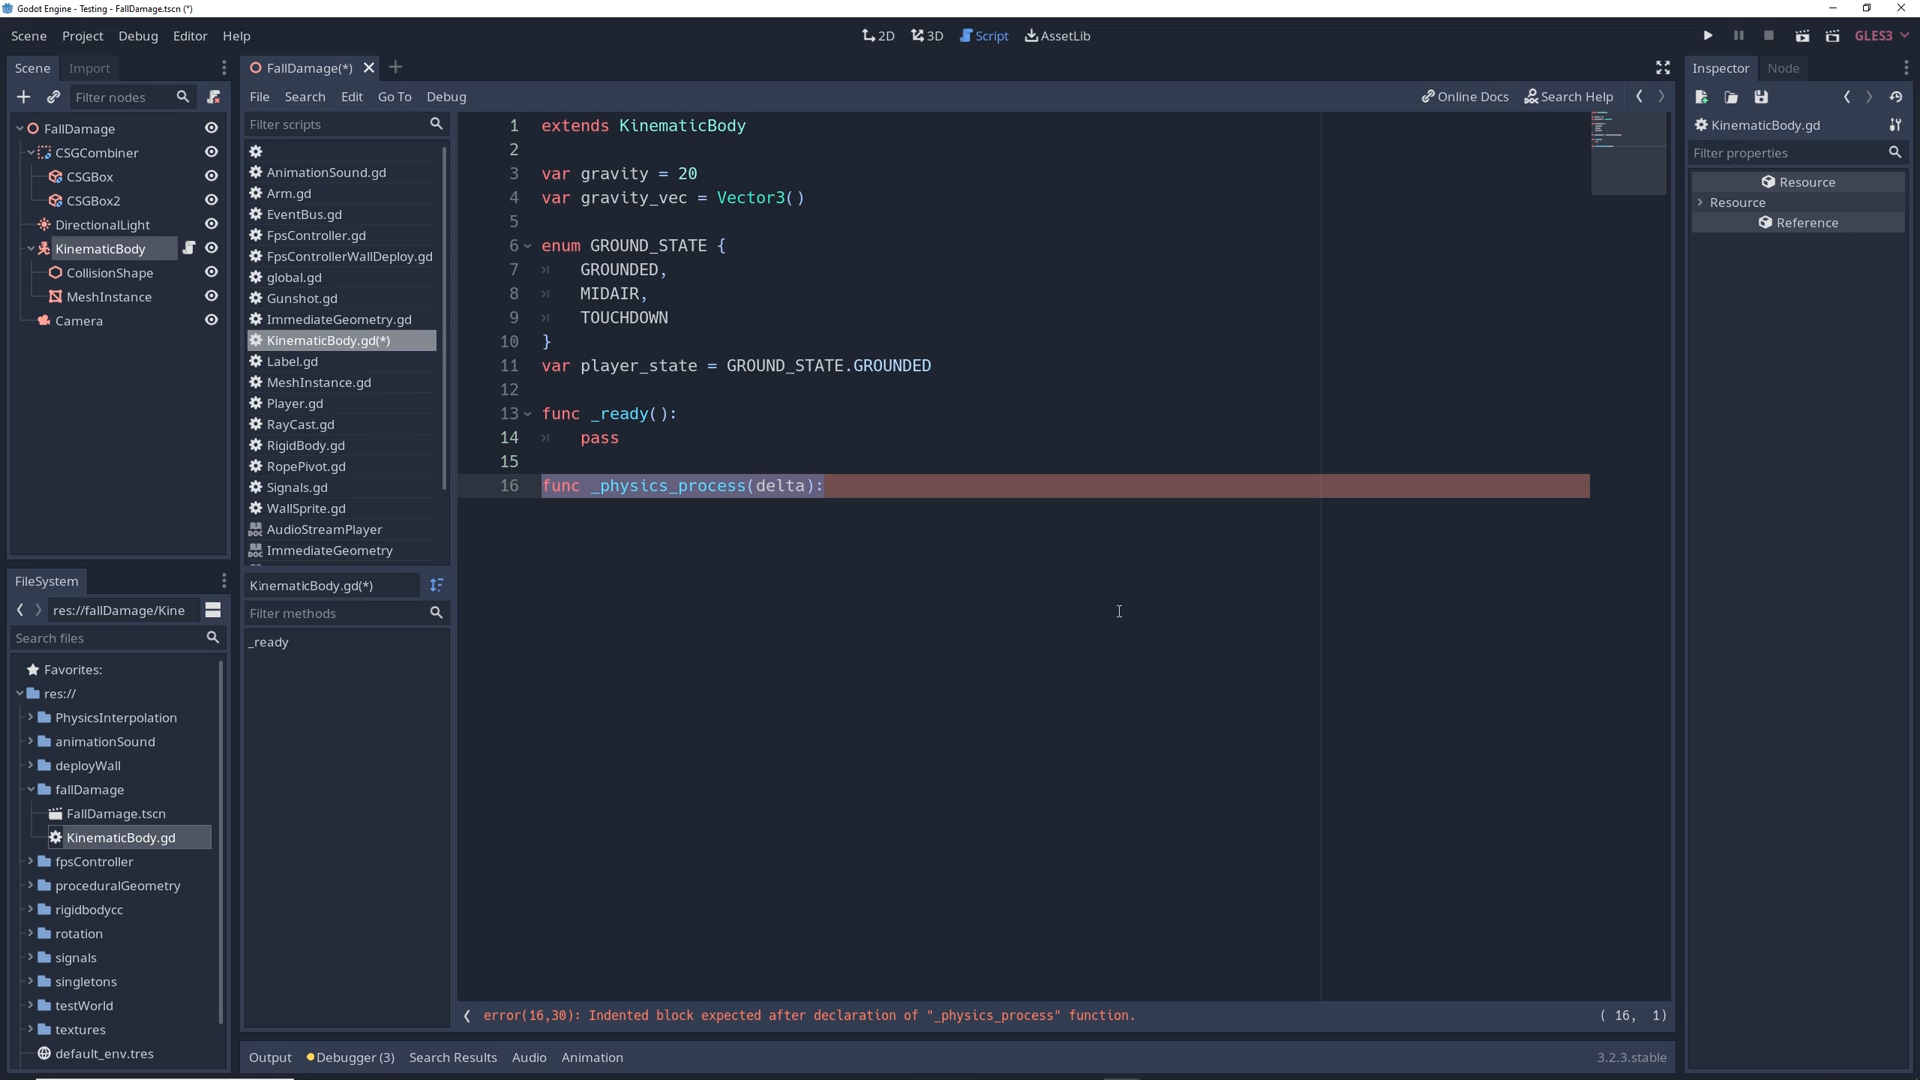 Godot Engine - Testing - FallDamage.tscn (*)
Scene Project Debug Editor Help
2D 3D Script AssetLib
GLES3
Scene Import
Filter nodes
FallDamage
CSGCombiner
CSGBox
CSGBox2
DirectionalLight
KinematicBody
CollisionShape
MeshInstance
Camera
FileSystem
res://fallDamage/Kine
Search files
Favorites:
res://
PhysicsInterpolation
animationSound
deployWall
fallDamage
FallDamage.tscn
KinematicBody.gd
fpsController
proceduralGeometry
rigidbodycc
rotation
signals
singletons
testWorld
textures
default_env.tres
FallDamage(*)
File Search Edit Go To Debug
Online Docs Search Help
Filter scripts
AnimationSound.gd
Arm.gd
EventBus.gd
FpsController.gd
FpsControllerWallDeploy.gd
global.gd
Gunshot.gd
ImmediateGeometry.gd
KinematicBody.gd(*)
Label.gd
MeshInstance.gd
Player.gd
RayCast.gd
RigidBody.gd
RopePivot.gd
Signals.gd
WallSprite.gd
AudioStreamPlayer
ImmediateGeometry
KinematicBody.gd(*)
Filter methods
_ready
1 extends KinematicBody
2
3 var gravity = 20
4 var gravity_vec = Vector3()
5
6 enum GROUND_STATE {
7 GROUNDED,
8 MIDAIR,
9 TOUCHDOWN
10 }
11 var player_state = GROUND_STATE.GROUNDED
12
13 func _ready():
14 pass
15
16 func _physics_process(delta):
error(16,30): Indented block expected after declaration of "_physics_process" function.
( 16, 1)
Output Debugger (3) Search Results Audio Animation
3.2.3.stable
Inspector Node
KinematicBody.gd
Filter properties
Resource
Resource
Reference